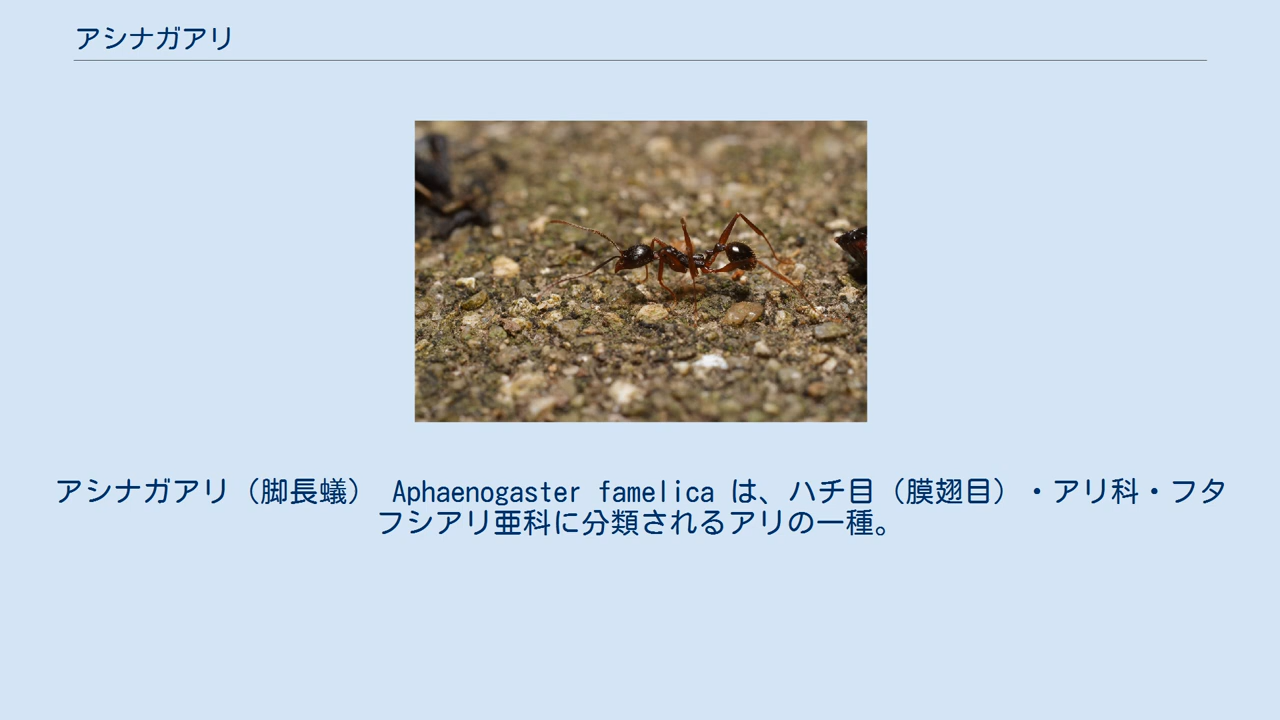 アシナガアリ
アシナガアリ（脚長蟻） Aphaenogaster famelica は、ハチ目（膜翅目）・アリ科・フタ
フシアリ亜科に分類されるアリの一種。